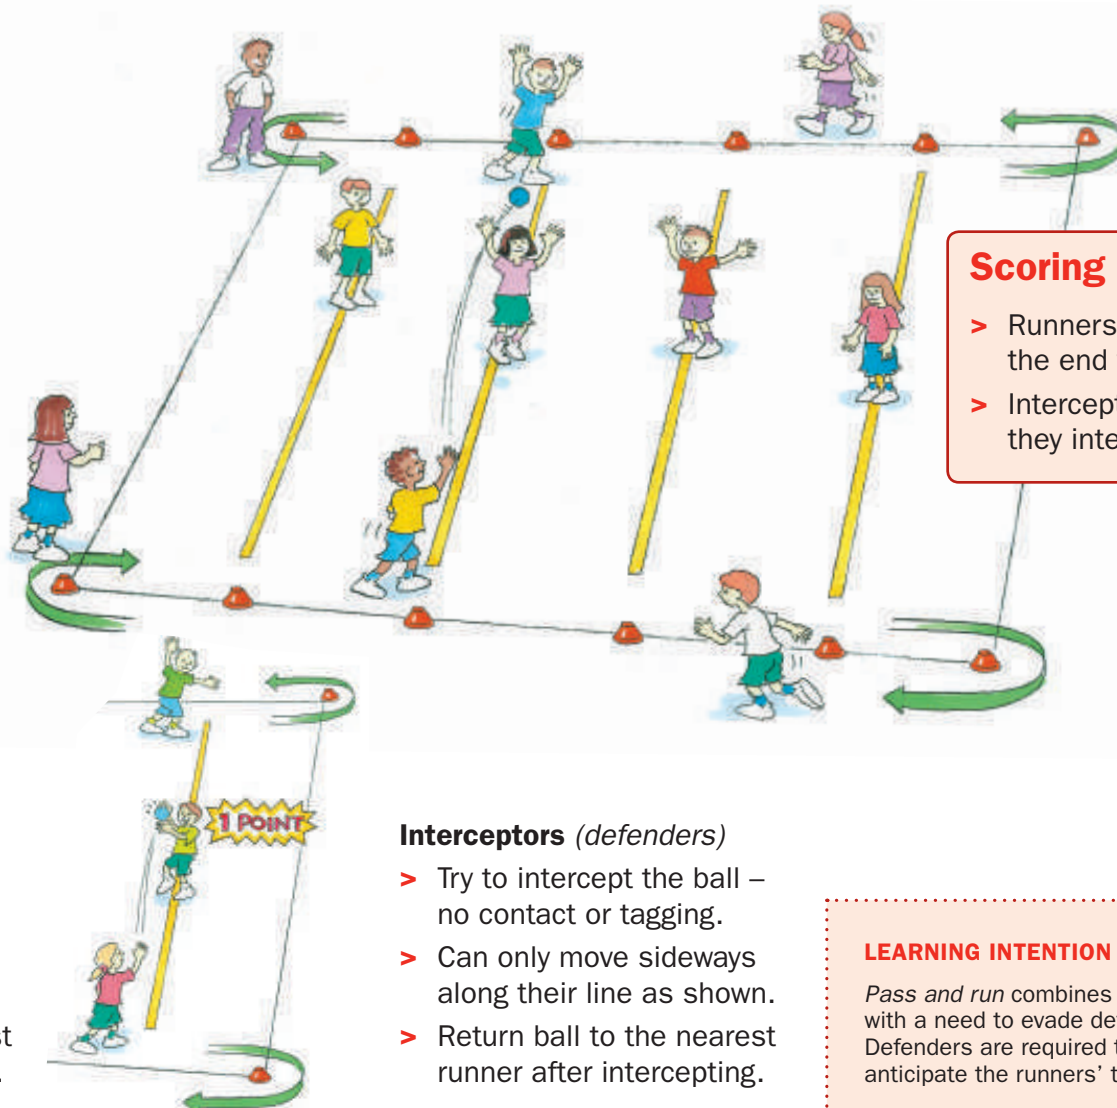 Scoring
> Runners
the end
> Intercept
they inte
1 POINT
st
.
Interceptors (defenders)
> Try to intercept the ball –
no contact or tagging.
> Can only move sideways
along their line as shown.
> Return ball to the nearest
runner after intercepting.
LEARNING INTENTION
Pass and run combines
with a need to evade de
Defenders are required t
anticipate the runners’ t